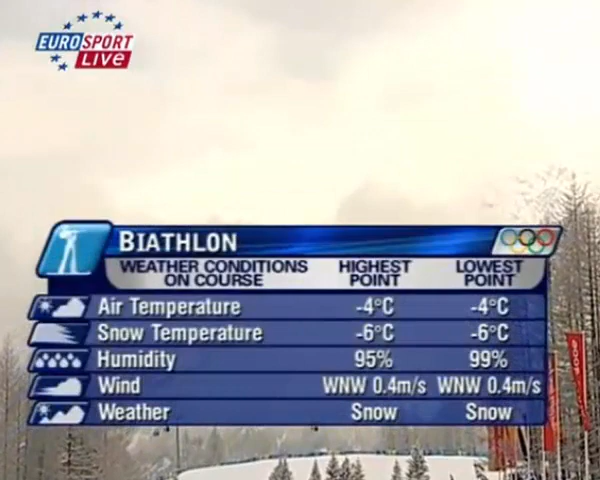 EUROSPORT
LIVE
BIATHLON
WEATHER CONDITIONS ON COURSE HIGHEST POINT LOWEST POINT
Air Temperature -4°C -4°C
Snow Temperature -6°C -6°C
Humidity 95% 99%
Wind WNW 0.4m/s WNW 0.4m/s
Weather Snow Snow